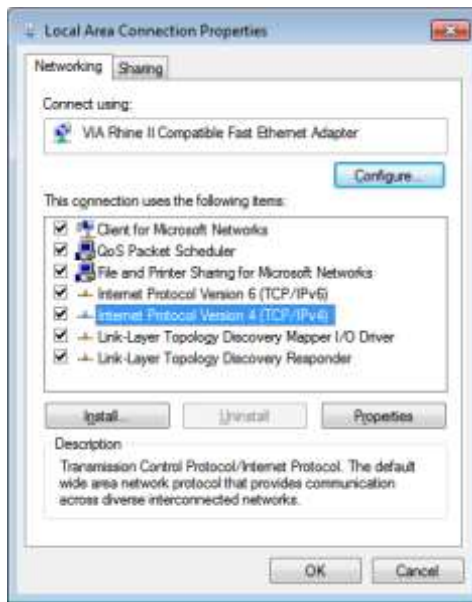 Local Area Connection Properties
Networking
Sharing
Connect using:
VIA Rhine II Compatible Fast Ethernet Adapter
Configure...
This connection uses the following items:
Client for Microsoft Networks
QoS Packet Scheduler
File and Printer Sharing for Microsoft Networks
Internet Protocol Version 6 (TCP/IPv6)
Internet Protocol Version 4 (TCP/IPv4)
Link-Layer Topology Discovery Mapper I/O Driver
Link-Layer Topology Discovery Responder
Install...
Uninstall
Properties
Description
Transmission Control Protocol/Internet Protocol. The default
wide area network protocol that provides communication
across diverse interconnected networks.
OK
Cancel